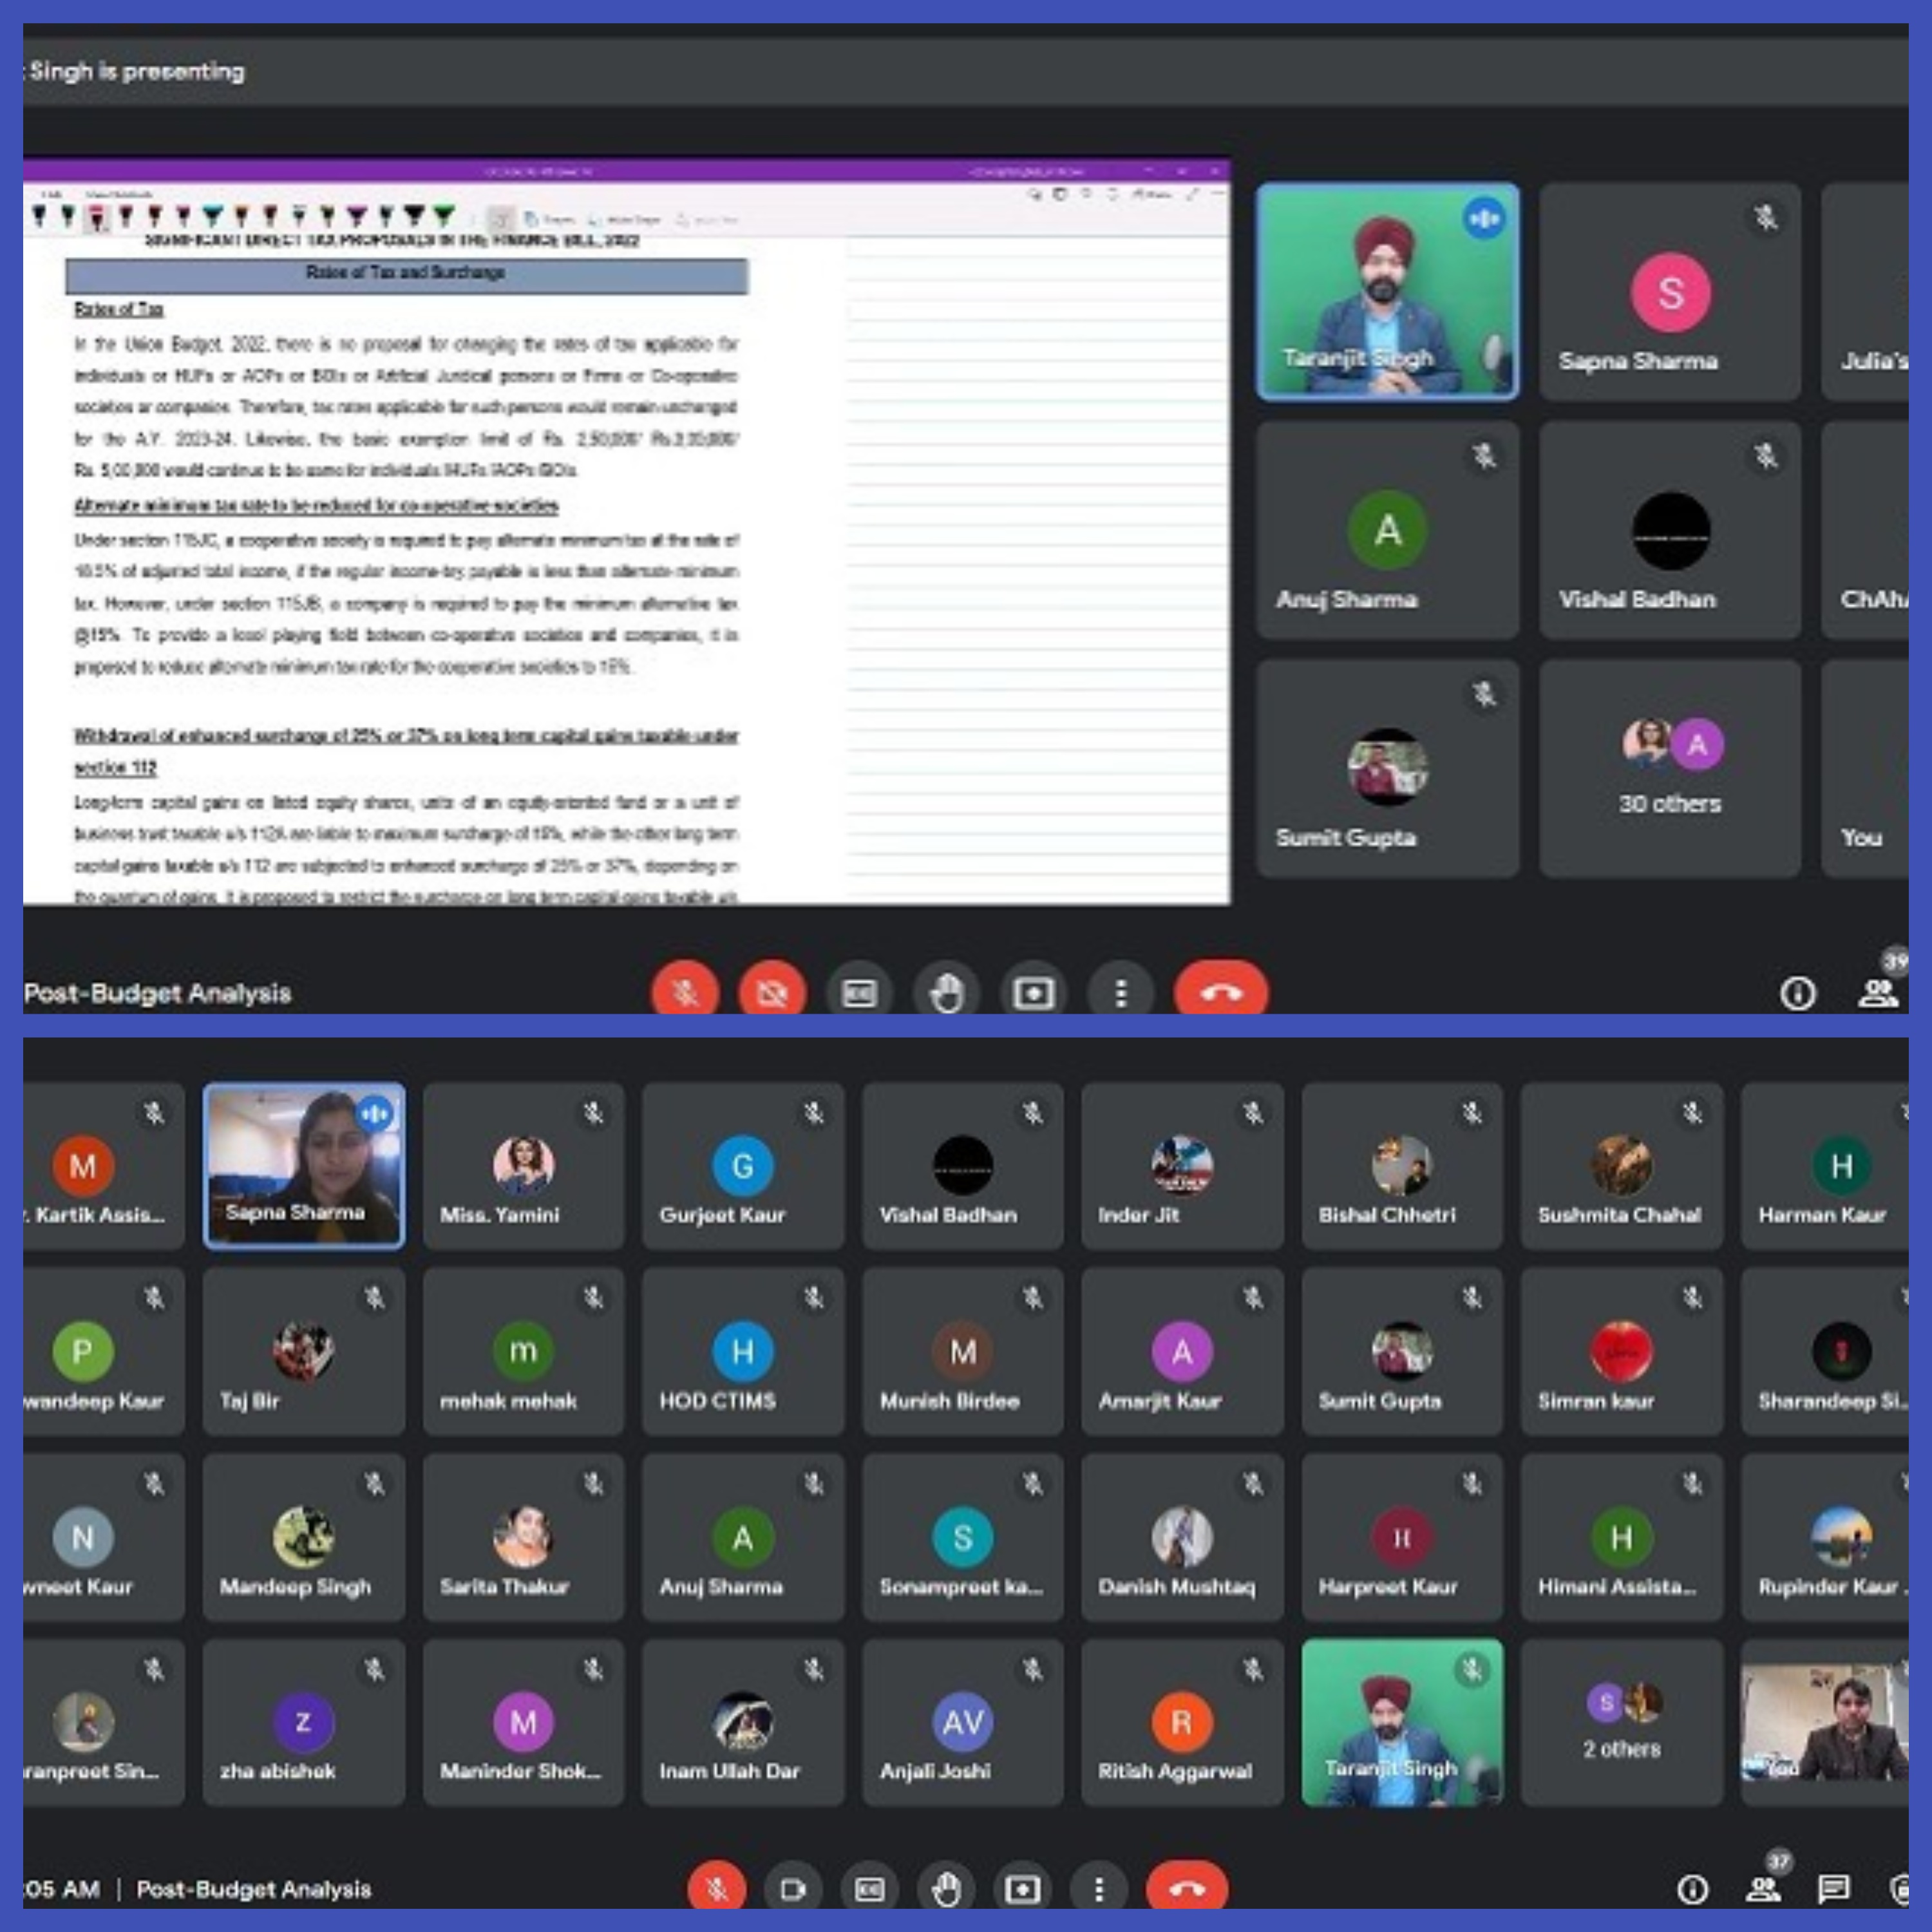 Singh is presenting
SIGNIFICANT DIRECT TAX PROPOSALS IN THE FINANCE BILL, 2022
Rates of Tax and Surcharge
Rates of Tax
In the Union Budget, 2022, there is no proposal for changing the rates of tax applicable for
individuals or HUFs or AOPs or BOIs or Artificial Juridical persons or Firms or Co-operative
societies or companies. Therefore, tax rates applicable for such persons would remain unchanged
for the A.Y. 2023-24. Likewise, the basic exemption limit of Rs. 2,50,000/ Rs.3,00,000/
Rs. 5,00,000 would continue to be same for individuals /HUFs /AOPs /BOIs.
Alternate minimum tax rate to be reduced for co-operative societies
Under section 115JC, a cooperative society is required to pay alternate minimum tax at the rate of
18.5% of adjusted total income, if the regular income-tax payable is less than alternate minimum
tax. However, under section 115JB, a company is required to pay the minimum alternative tax
@15%. To provide a level playing field between co-operative societies and companies, it is
proposed to reduce alternate minimum tax rate for the cooperative societies to 15%.
Withdrawal of enhanced surcharge of 25% or 37% on long term capital gains taxable under
section 112
Long-term capital gains on listed equity shares, units of an equity-oriented fund or a unit of
business trust taxable u/s 112A are liable to maximum surcharge of 15%, while the other long term
capital gains taxable u/s 112 are subjected to enhanced surcharge of 25% or 37%, depending on
the quantum of gains. It is proposed to restrict the surcharge on long term capital gains taxable u/s
Taranjit Singh
S
Sapna Sharma
Julia's
A
Anuj Sharma
Vishal Badhan
ChAhA
Sumit Gupta
A
30 others
You
Post-Budget Analysis
39
M
. Kartik Assis...
Sapna Sharma
Miss. Yamini
G
Gurjeet Kaur
Vishal Badhan
Inder Jit
Bishal Chhetri
Sushmita Chahal
H
Harman Kaur
P
wandeep Kaur
Taj Bir
m
mehak mehak
H
HOD CTIMS
M
Munish Birdee
A
Amarjit Kaur
Sumit Gupta
Simran kaur
Sharandeep Si...
N
vneet Kaur
Mandeep Singh
Sarita Thakur
A
Anuj Sharma
S
Sonampreet ka...
Danish Mushtaq
H
Harpreet Kaur
H
Himani Assista...
Rupinder Kaur
ranpreet Sin...
z
zha abishek
M
Maninder Shok...
Inam Ullah Dar
AV
Anjali Joshi
R
Ritish Aggarwal
Taranjit Singh
S
2 others
You
:05 AM | Post-Budget Analysis
37